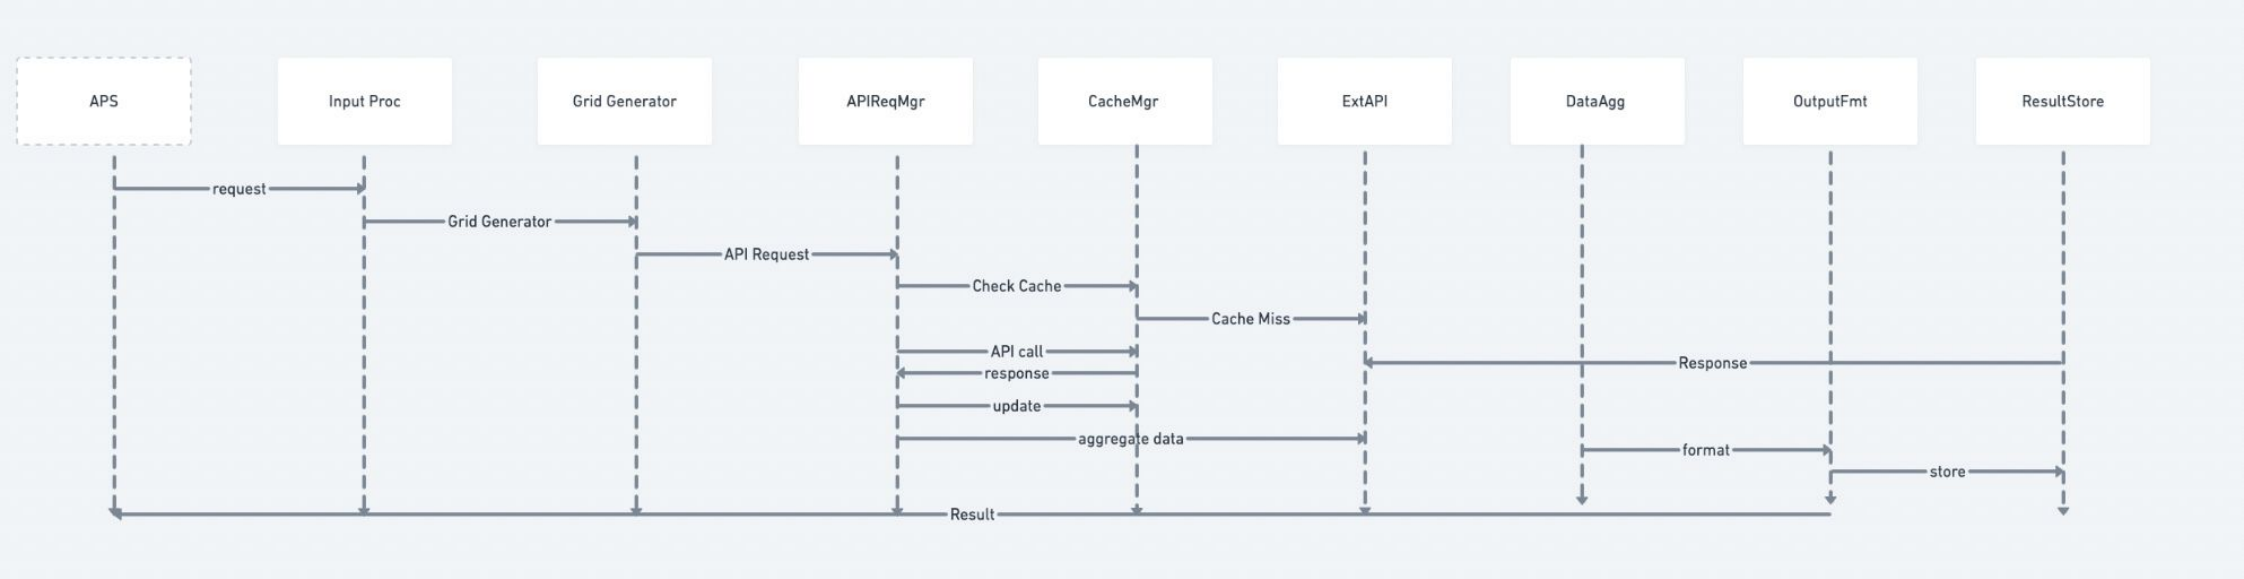 APS
Input Proc
Grid Generator
APIReqMgr
CacheMgr
ExtAPI
DataAgg
OutputFmt
ResultStore
request
Grid Generator
API Request
Check Cache
Cache Miss
API call
Response
response
update
aggregate data
format
store
Result